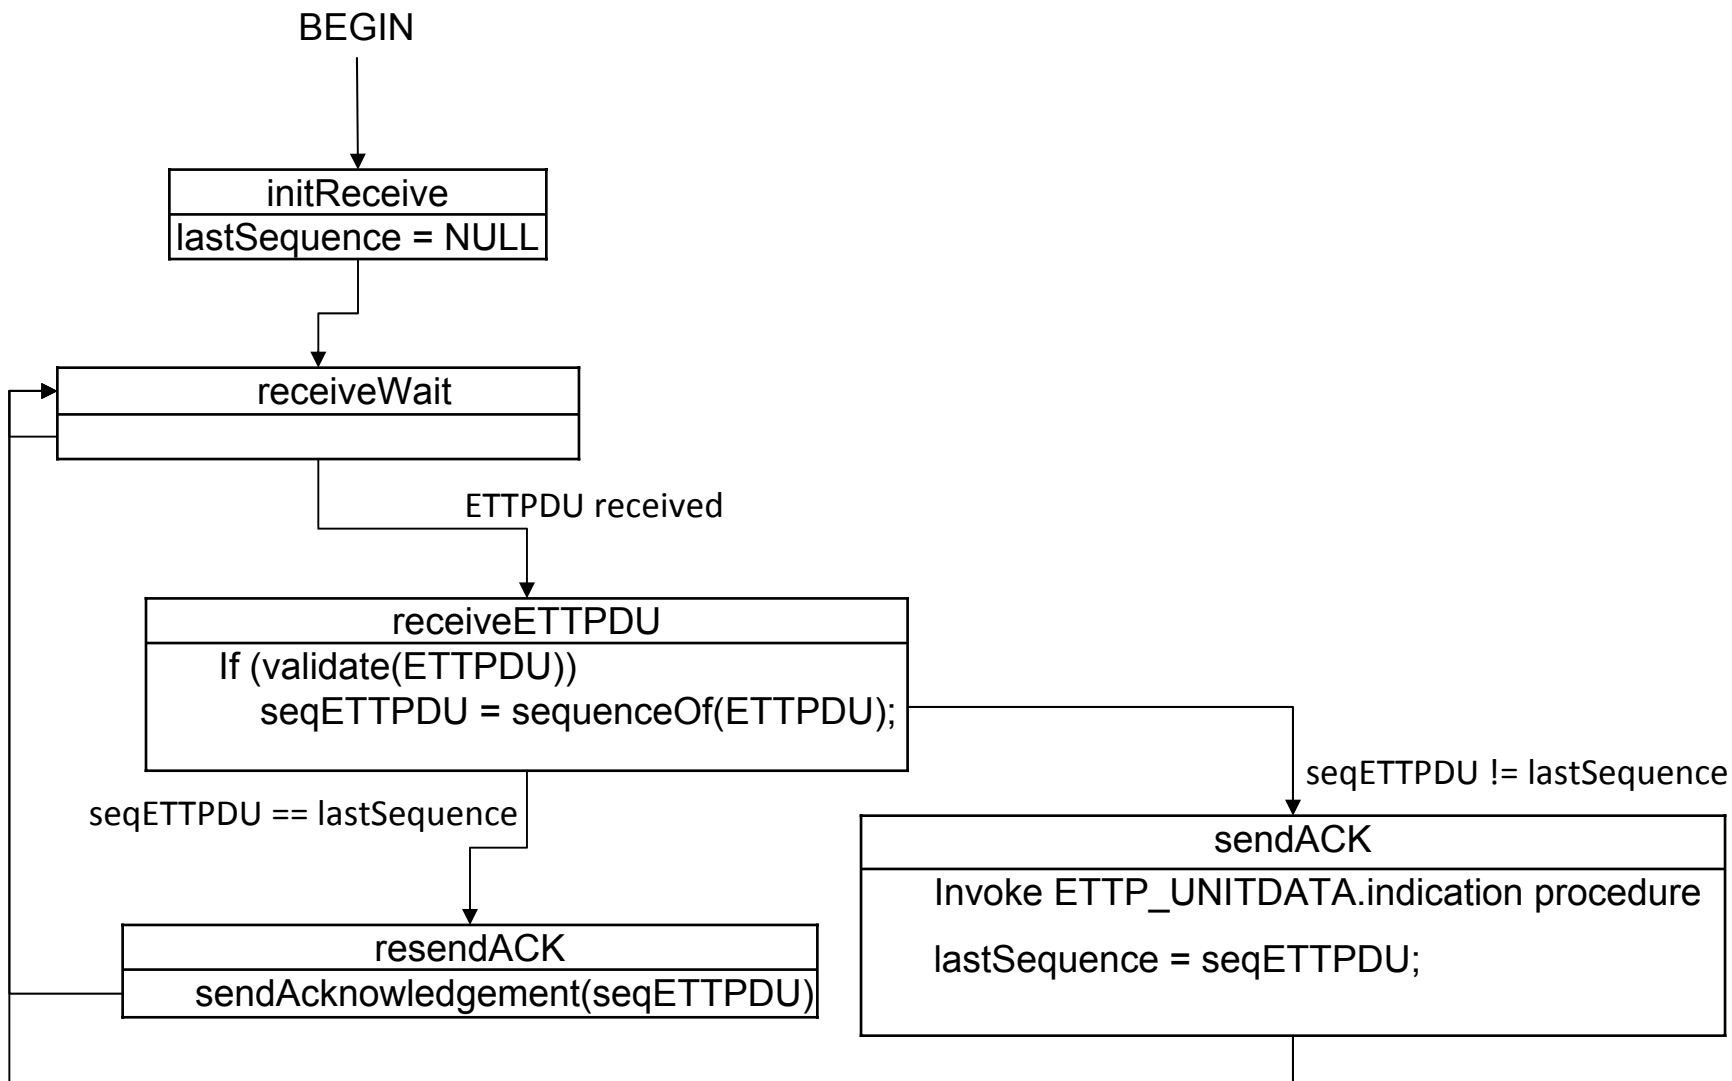 BEGIN
initReceive
lastSequence = NULL
receiveWait
ETTPDU received
receiveETTPDU
If (validate(ETTPDU))
seqETTPDU = sequenceOf(ETTPDU);
seqETTPDU != lastSequence
seqETTPDU == lastSequence
sendACK
Invoke ETTP_UNITDATA.indication procedure
lastSequence = seqETTPDU;
resendACK
sendAcknowledgement(seqETTPDU)